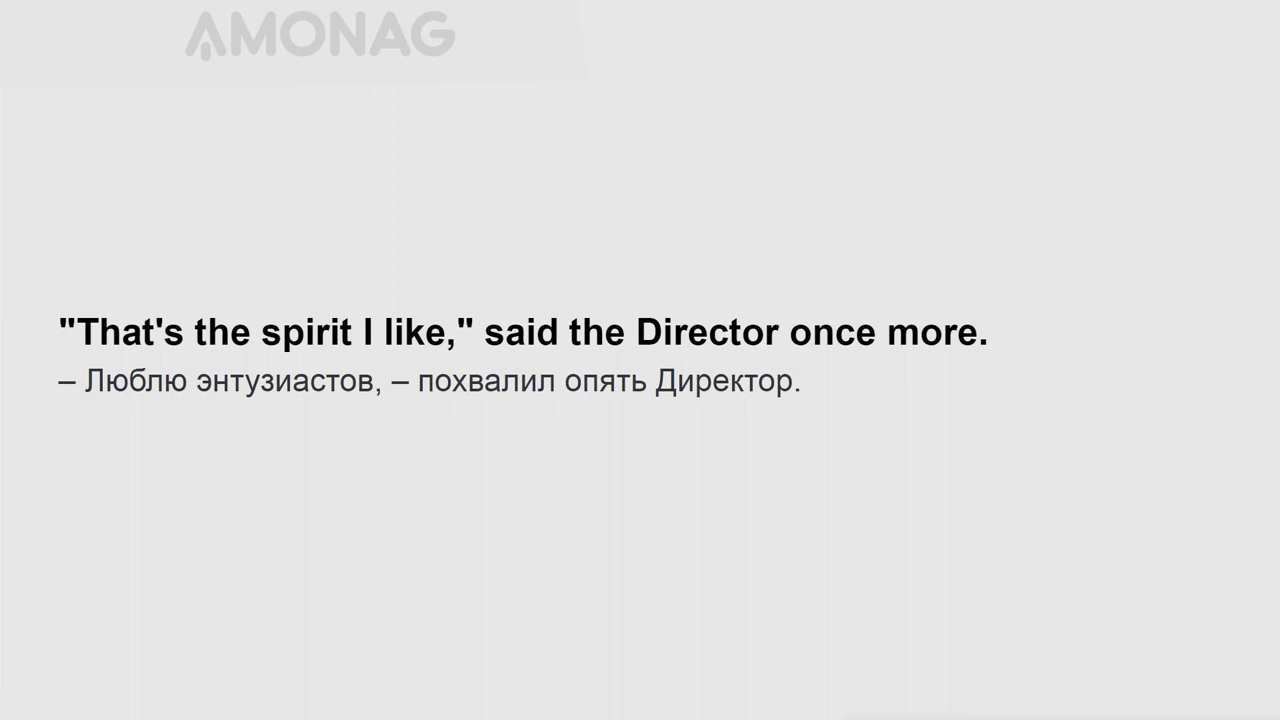 AMONAG
"That's the spirit I like," said the Director once more.
– Люблю энтузиастов, – похвалил опять Директор.